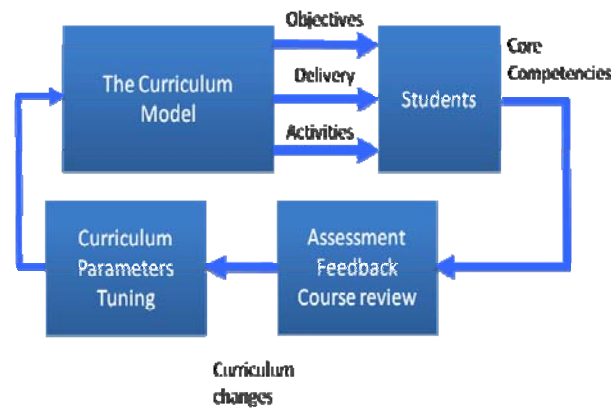 Objectives
The Curriculum
Model
Delivery
Activities
Students
Core
Competencies
Curriculum
Parameters
Tuning
Assessment
Feedback
Course review
Curriculum
changes